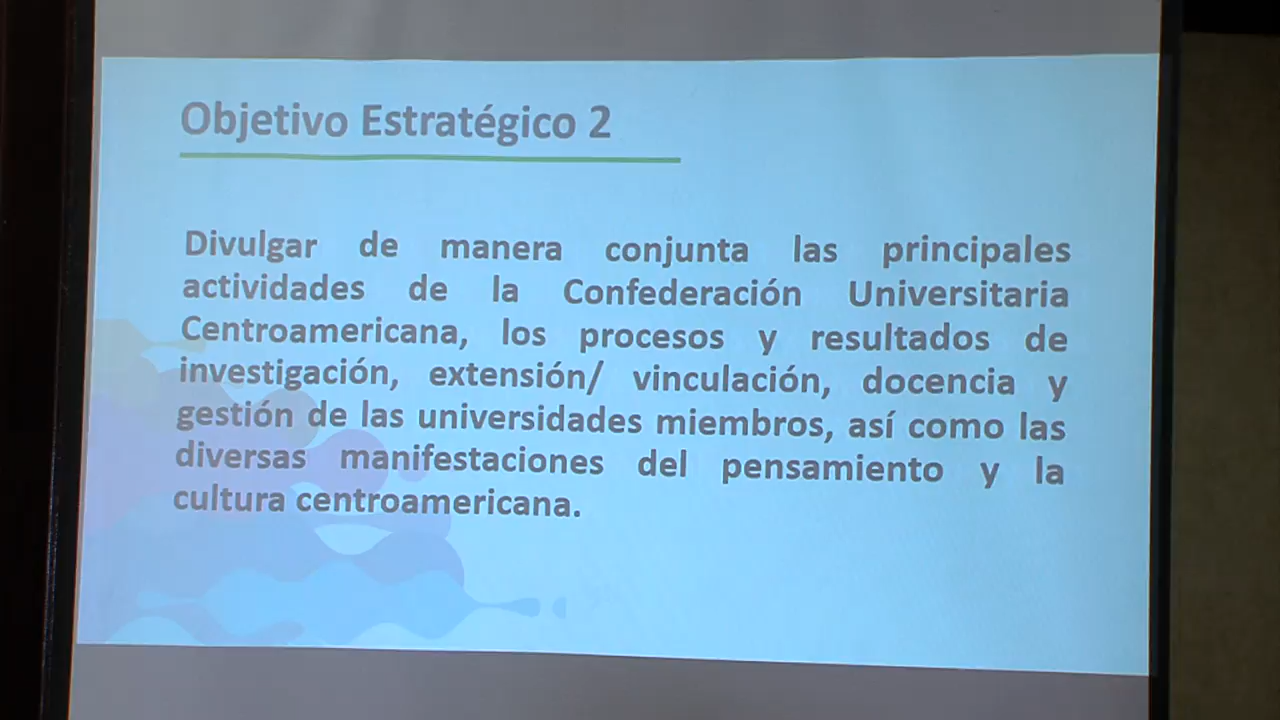 Objetivo Estratégico 2
Divulgar de manera conjunta las principales
actividades de la Confederación Universitaria
Centroamericana, los procesos y resultados de
investigación, extensión/ vinculación, docencia y
gestión de las universidades miembros, así como las
diversas manifestaciones del pensamiento y la
cultura centroamericana.